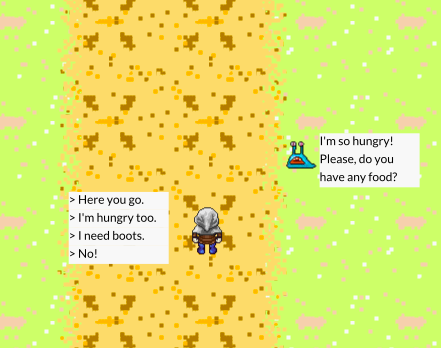 I'm so hungry!
Please, do you
have any food?
> Here you go.
> I'm hungry too.
> I need boots.
> No!